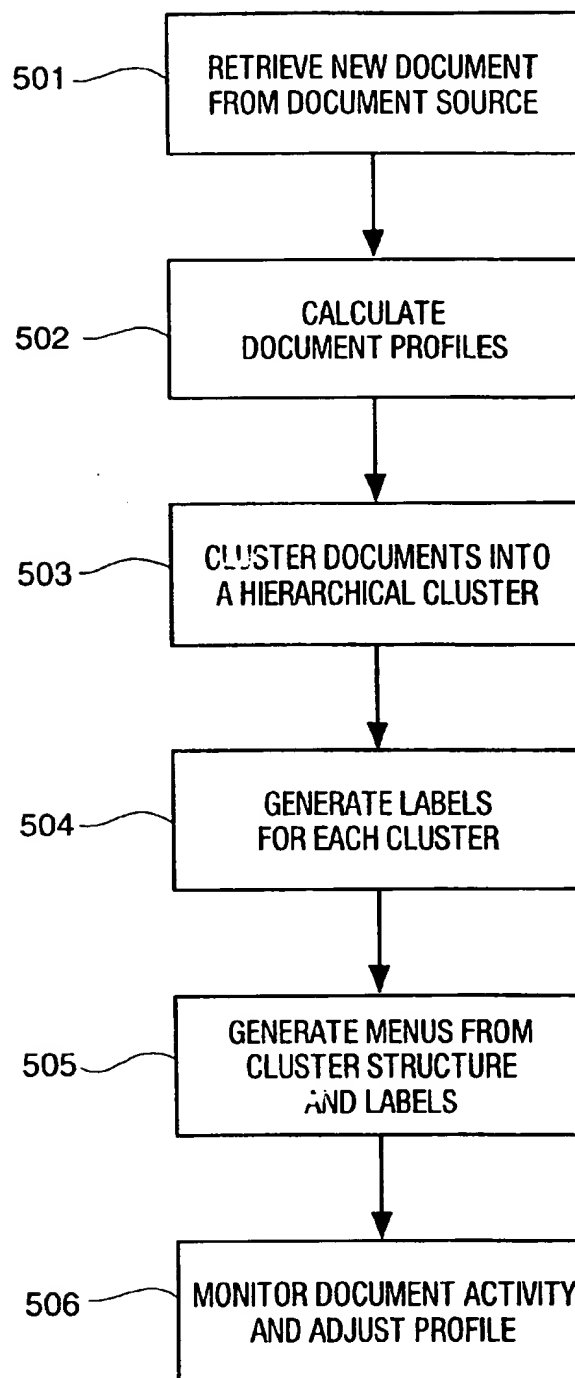 501
RETRIEVE NEW DOCUMENT
FROM DOCUMENT SOURCE
502
CALCULATE
DOCUMENT PROFILES
503
CLUSTER DOCUMENTS INTO
A HIERARCHICAL CLUSTER
504
GENERATE LABELS
FOR EACH CLUSTER
505
GENERATE MENUS FROM
CLUSTER STRUCTURE
AND LABELS
506
MONITOR DOCUMENT ACTIVITY
AND ADJUST PROFILE